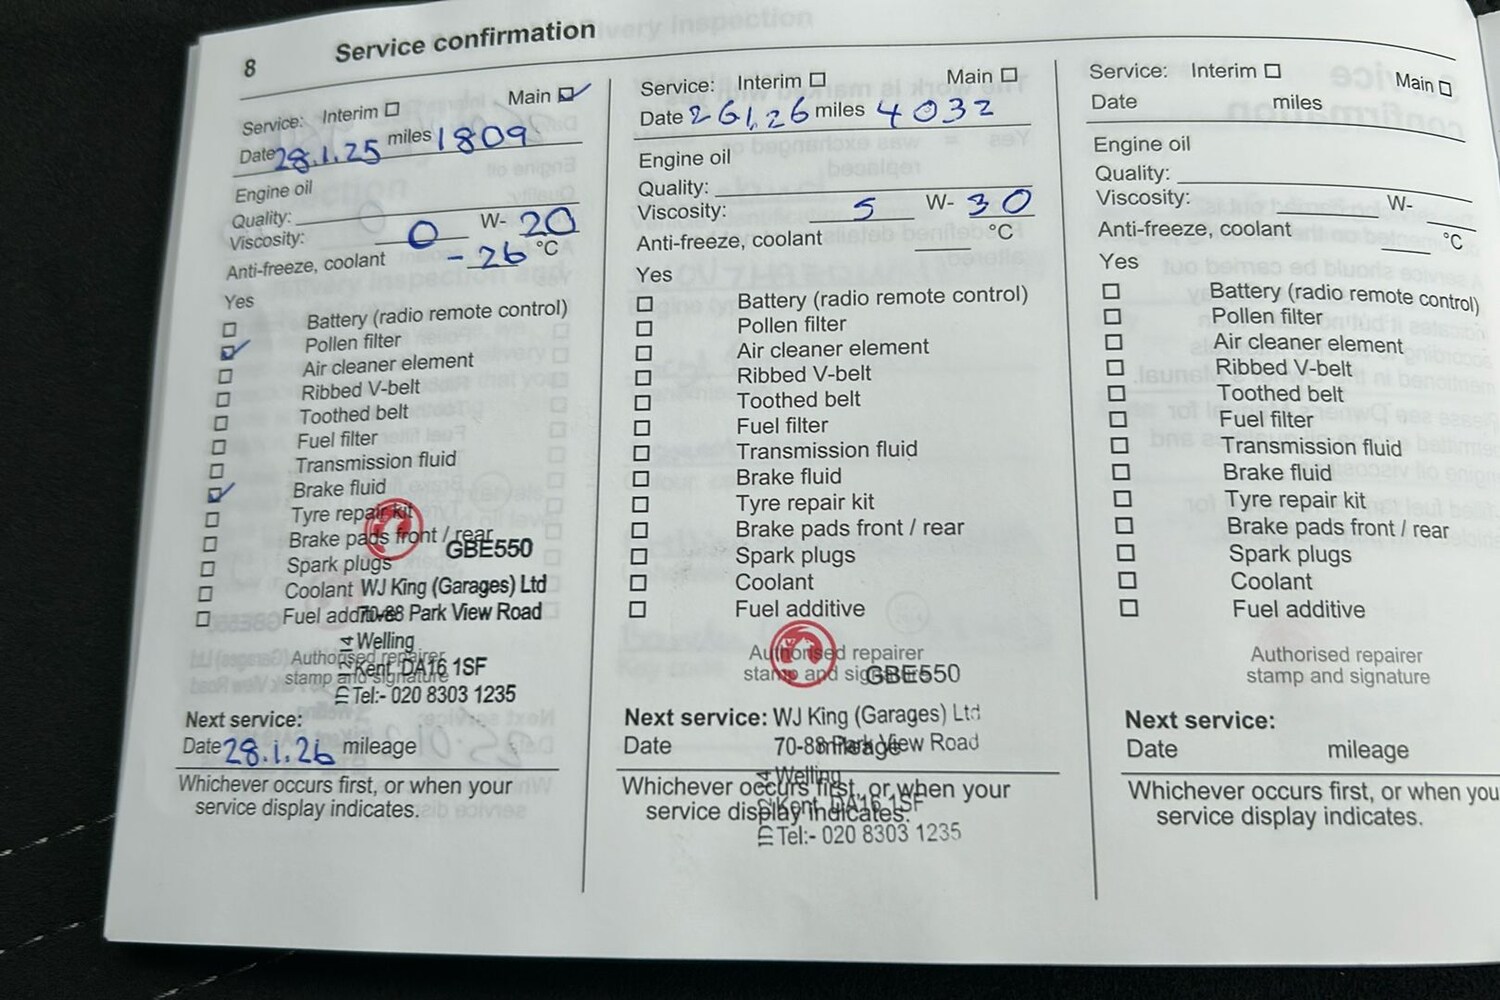 8 Service confirmation
Service: Interim Main
Date 28.1.25 miles 1809
Engine oil
Quality:
Viscosity: 0 W- 20
Anti-freeze, coolant -26 °C
Yes
Battery (radio remote control)
Pollen filter
Air cleaner element
Ribbed V-belt
Toothed belt
Fuel filter
Transmission fluid
Brake fluid
Tyre repair kit
Brake pads front / rear
GBE550
Spark plugs
Coolant WJ King (Garages) Ltd
Fuel additive 70-88 Park View Road
Welling
Authorised repairer
stamp and signature Kent, DA16 1SF
Tel:- 020 8303 1235
Next service:
Date 28.1.26 mileage
Whichever occurs first, or when your
service display indicates.
Service: Interim Main
Date 26.1.26 miles 4032
Engine oil
Quality:
Viscosity: 5 W- 30
Anti-freeze, coolant °C
Yes
Battery (radio remote control)
Pollen filter
Air cleaner element
Ribbed V-belt
Toothed belt
Fuel filter
Transmission fluid
Brake fluid
Tyre repair kit
Brake pads front / rear
Spark plugs
Coolant
Fuel additive
Authorised repairer
stamp and signature GBE550
Next service: WJ King (Garages) Ltd
Date mileage 70-88 Park View Road
Welling
Whichever occurs first, or when your
service display indicates. Kent, DA16 1SF
Tel:- 020 8303 1235
Service: Interim Main
Date miles
Engine oil
Quality:
Viscosity: W-
Anti-freeze, coolant °C
Yes
Battery (radio remote control)
Pollen filter
Air cleaner element
Ribbed V-belt
Toothed belt
Fuel filter
Transmission fluid
Brake fluid
Tyre repair kit
Brake pads front / rear
Spark plugs
Coolant
Fuel additive
Authorised repairer
stamp and signature
Next service:
Date mileage
Whichever occurs first, or when you
service display indicates.